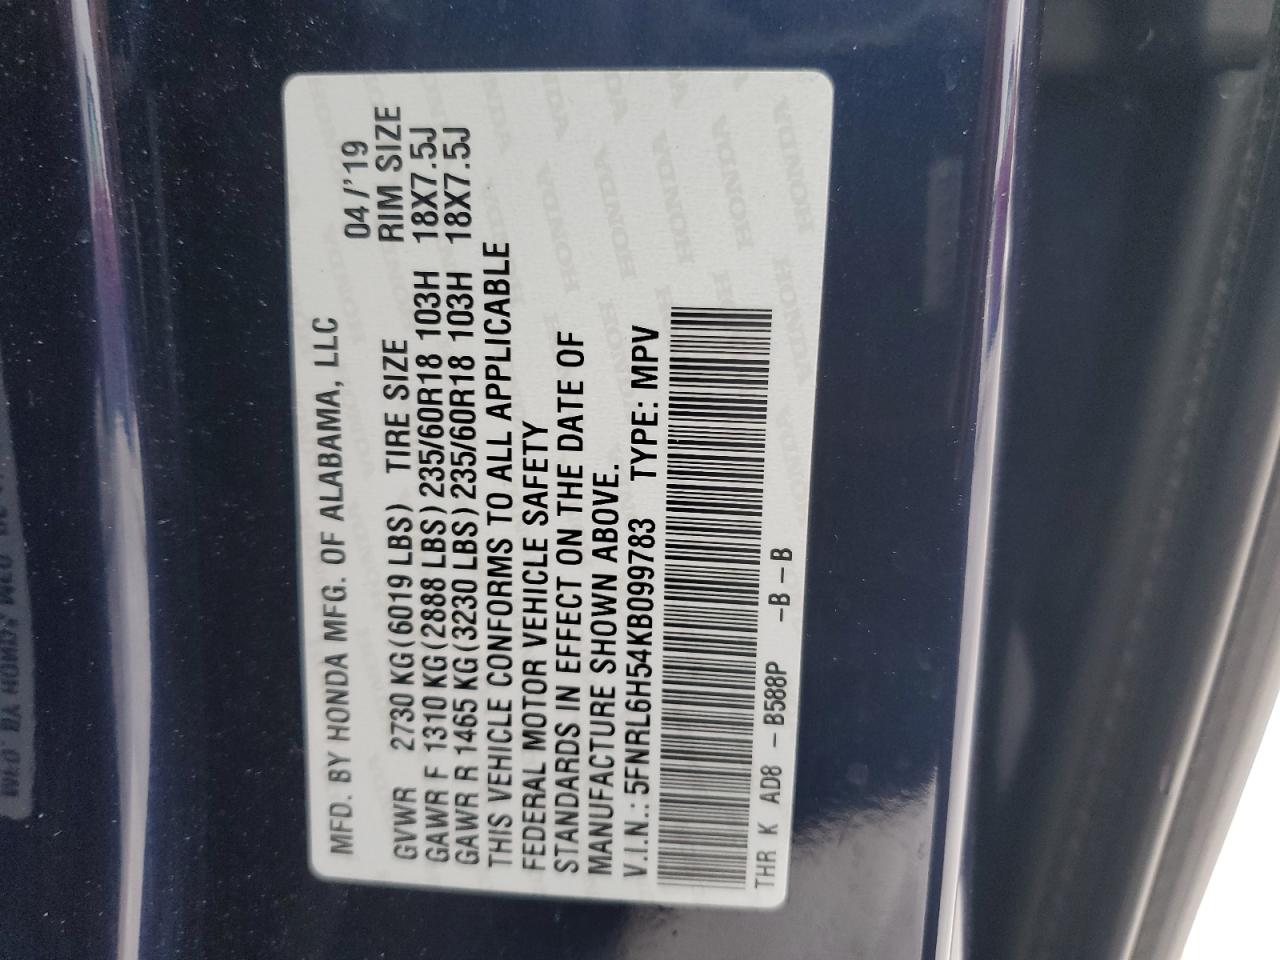 MFD. BY HONDA MFG. OF ALABAMA, LLC 04/'19
GVWR 2730 KG(6019 LBS) TIRE SIZE RIM SIZE
GAWR F 1310 KG(2888 LBS) 235/60R18 103H 18X7.5J
GAWR R 1465 KG(3230 LBS) 235/60R18 103H 18X7.5J
THIS VEHICLE CONFORMS TO ALL APPLICABLE
FEDERAL MOTOR VEHICLE SAFETY
STANDARDS IN EFFECT ON THE DATE OF
MANUFACTURE SHOWN ABOVE.
V.I.N.: 5FNRL6H54KB099783 TYPE: MPV
THR K AD8 - B588P -B-B